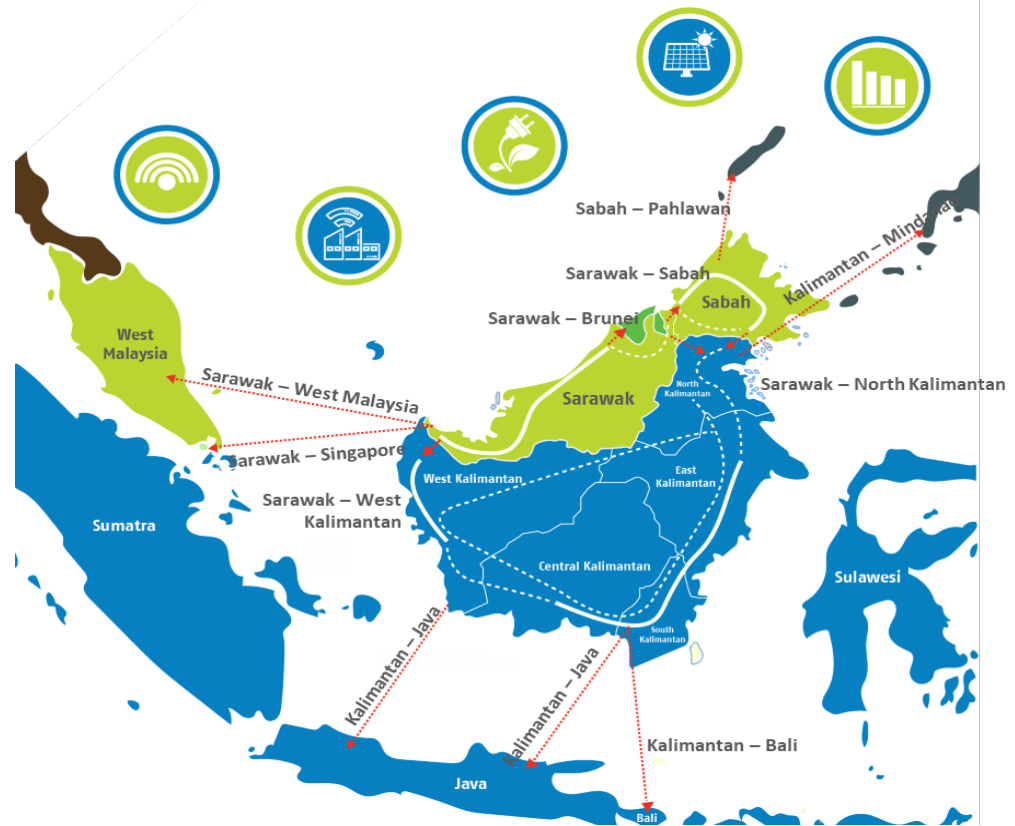 Sabah – Pahlawan
Kalimantan – Mindanao
Sarawak – Sabah
Sabah
Sarawak – Brunei
West
Malaysia
Sarawak – West Malaysia
North
Kalimantan
Sarawak – North Kalimantan
Sarawak
Sarawak – Singapore
West Kalimantan
East
Kalimantan
Sarawak – West
Kalimantan
Sumatra
Central Kalimantan
Sulawesi
South
Kalimantan
Kalimantan – Java
Kalimantan – Java
Kalimantan – Bali
Java
Bali